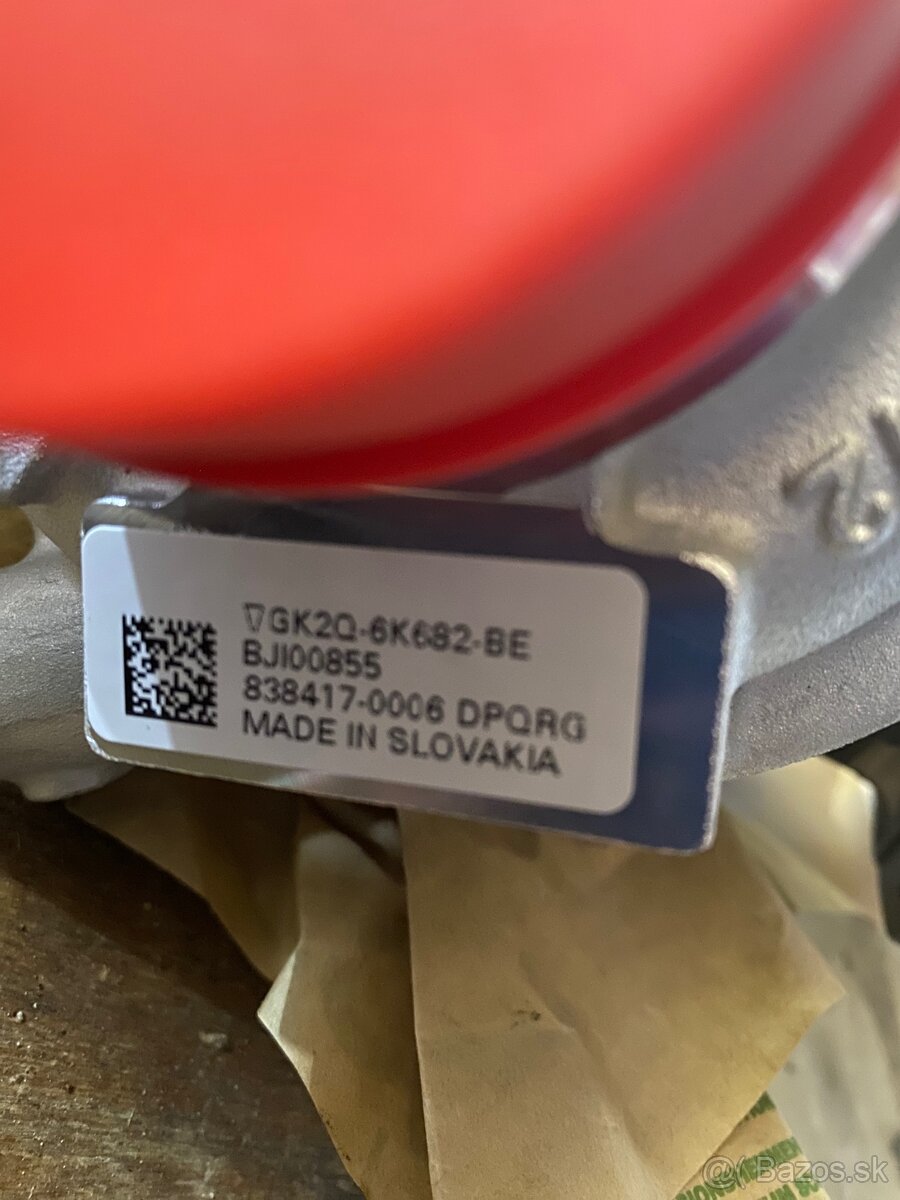 ▽GK2Q-6K682-BE
BJI00855
838417-0006 DPQRG
MADE IN SLOVAKIA
@( Bazos.sk